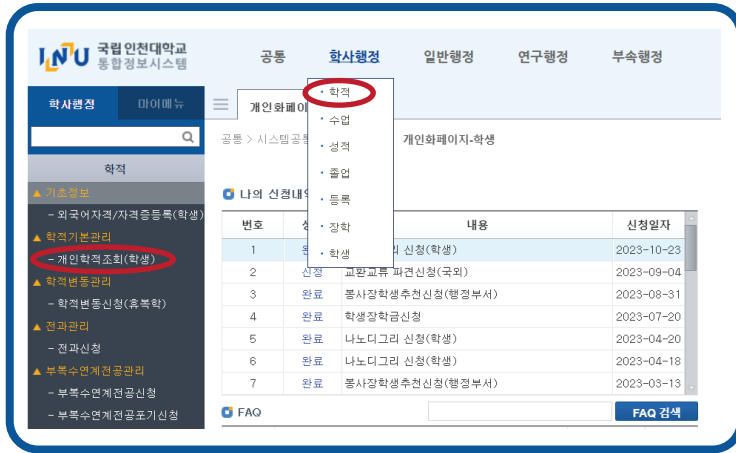 INU 국립인천대학교
통합정보시스템
공통 학사행정 일반행정 연구행정 부속행정
학사행정 마이메뉴
개인화페이
· 학적
· 수업
· 성적
· 졸업
· 등록
· 장학
· 학생
공통 > 시스템공통 개인화페이지-학생
학적
▲ 기초정보
- 외국어자격/자격증등록(학생)
▲ 학적기본관리
- 개인학적조회(학생)
▲ 학적변동관리
- 학적변동신청(휴복학)
▲ 전과관리
- 전과신청
▲ 부복수연계전공관리
- 부복수연계전공신청
- 부복수연계전공포기신청
나의 신청내역
번호 내용 신청일자
1 신청(학생) 2023-10-23
2 신청 교환교류 파견신청(국외) 2023-09-04
3 완료 봉사장학생추천신청(행정부서) 2023-08-31
4 완료 학생장학금신청 2023-07-20
5 완료 나노디그리 신청(학생) 2023-04-20
6 완료 나노디그리 신청(학생) 2023-04-18
7 완료 봉사장학생추천신청(행정부서) 2023-03-13
FAQ FAQ 검색